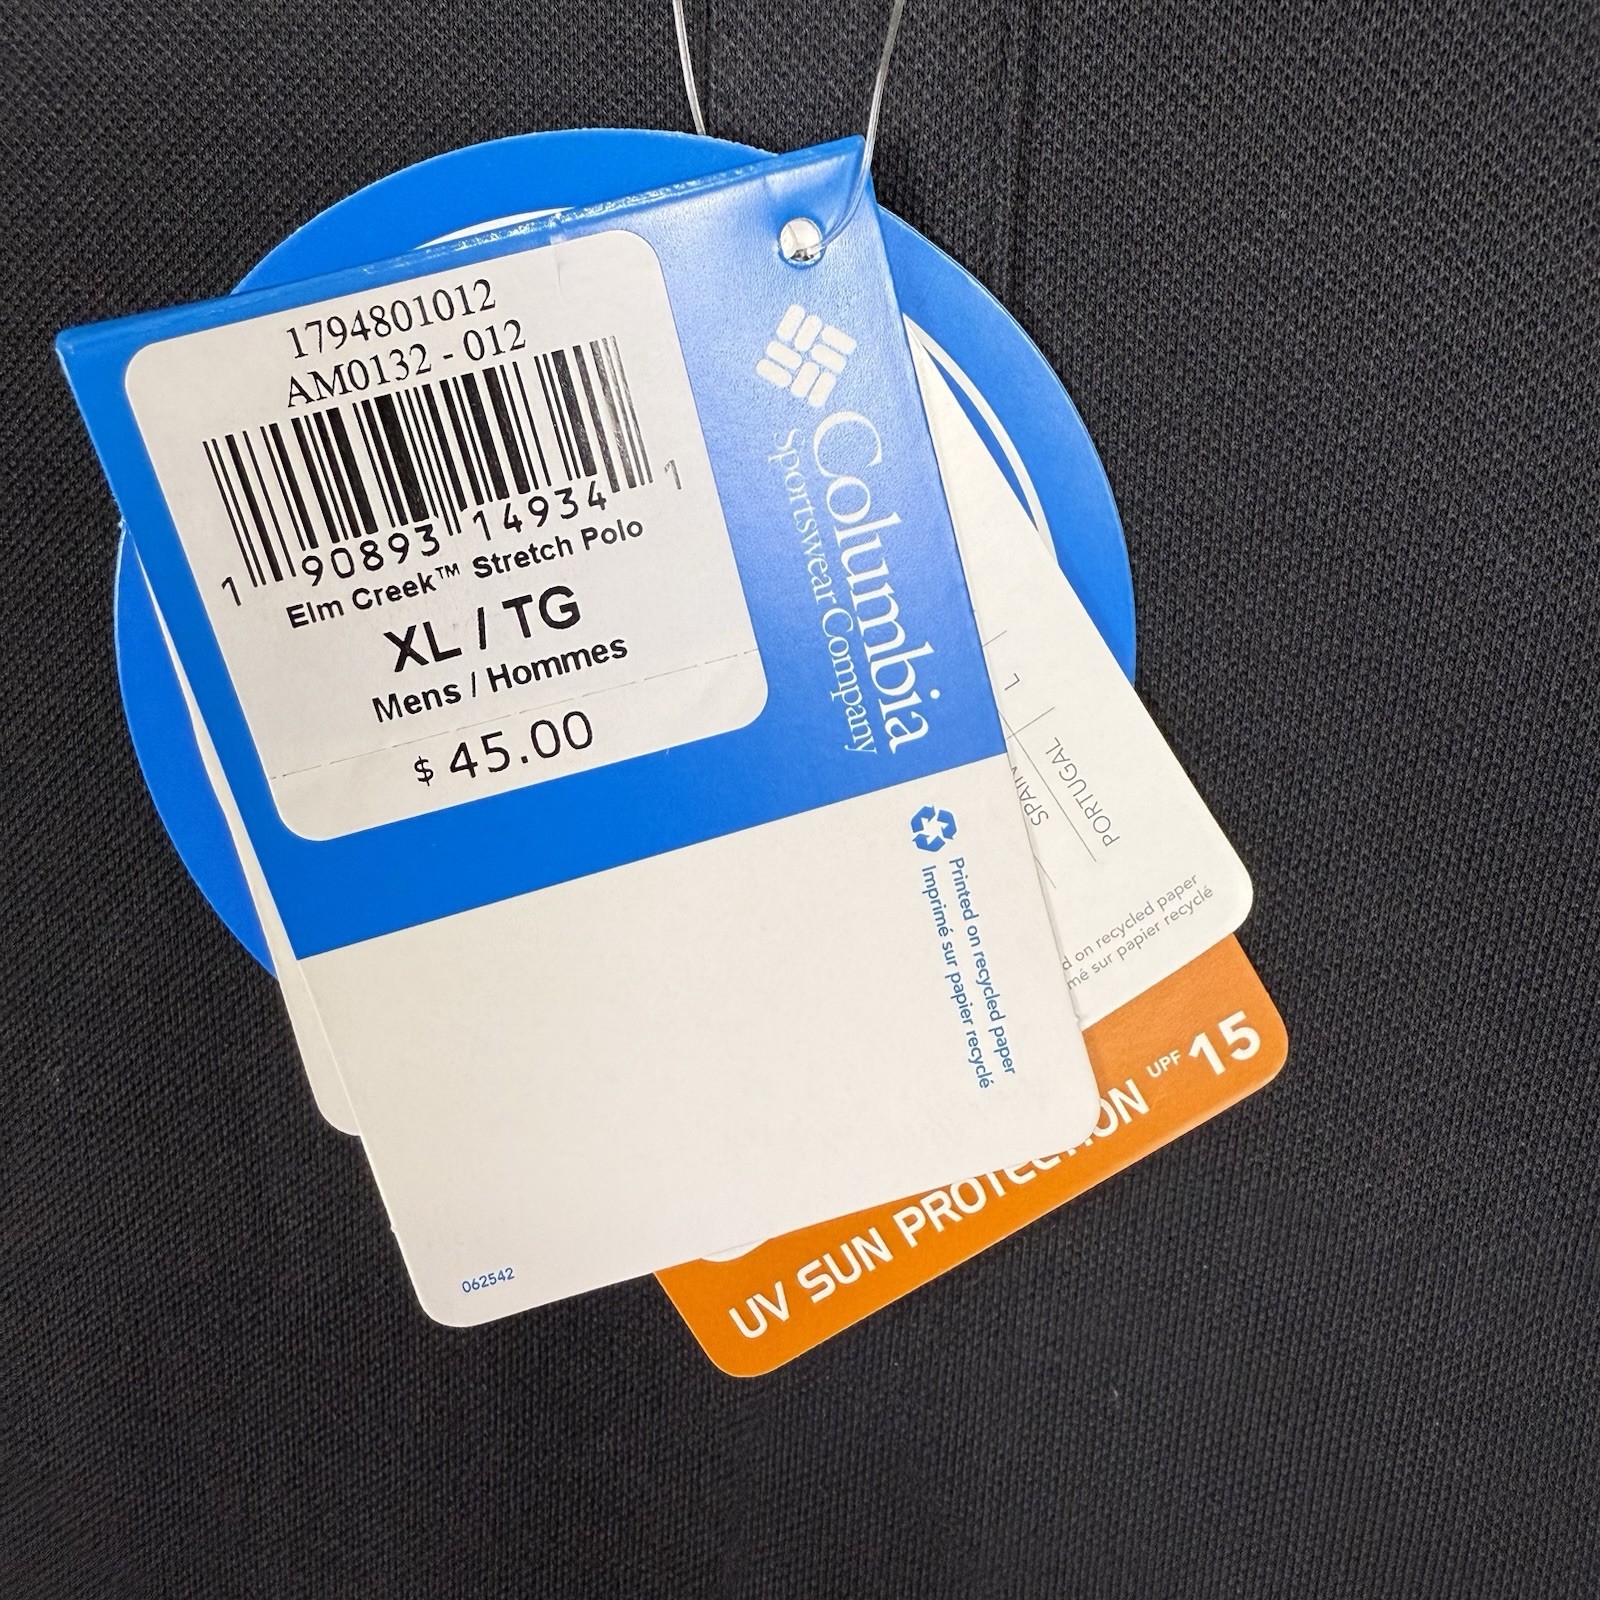 1794801012
AM0132 - 012
1 90893 14934 1
Elm Creek™ Stretch Polo
XL / TG
Mens / Hommes
$ 45.00
Columbia
Sportswear Company
Printed on recycled paper
Imprimé sur papier recyclé
062542
L
SPAIN
PORTUGAL
on recycled paper
sur papier recyclé
UV SUN PROTECTION UPF 15